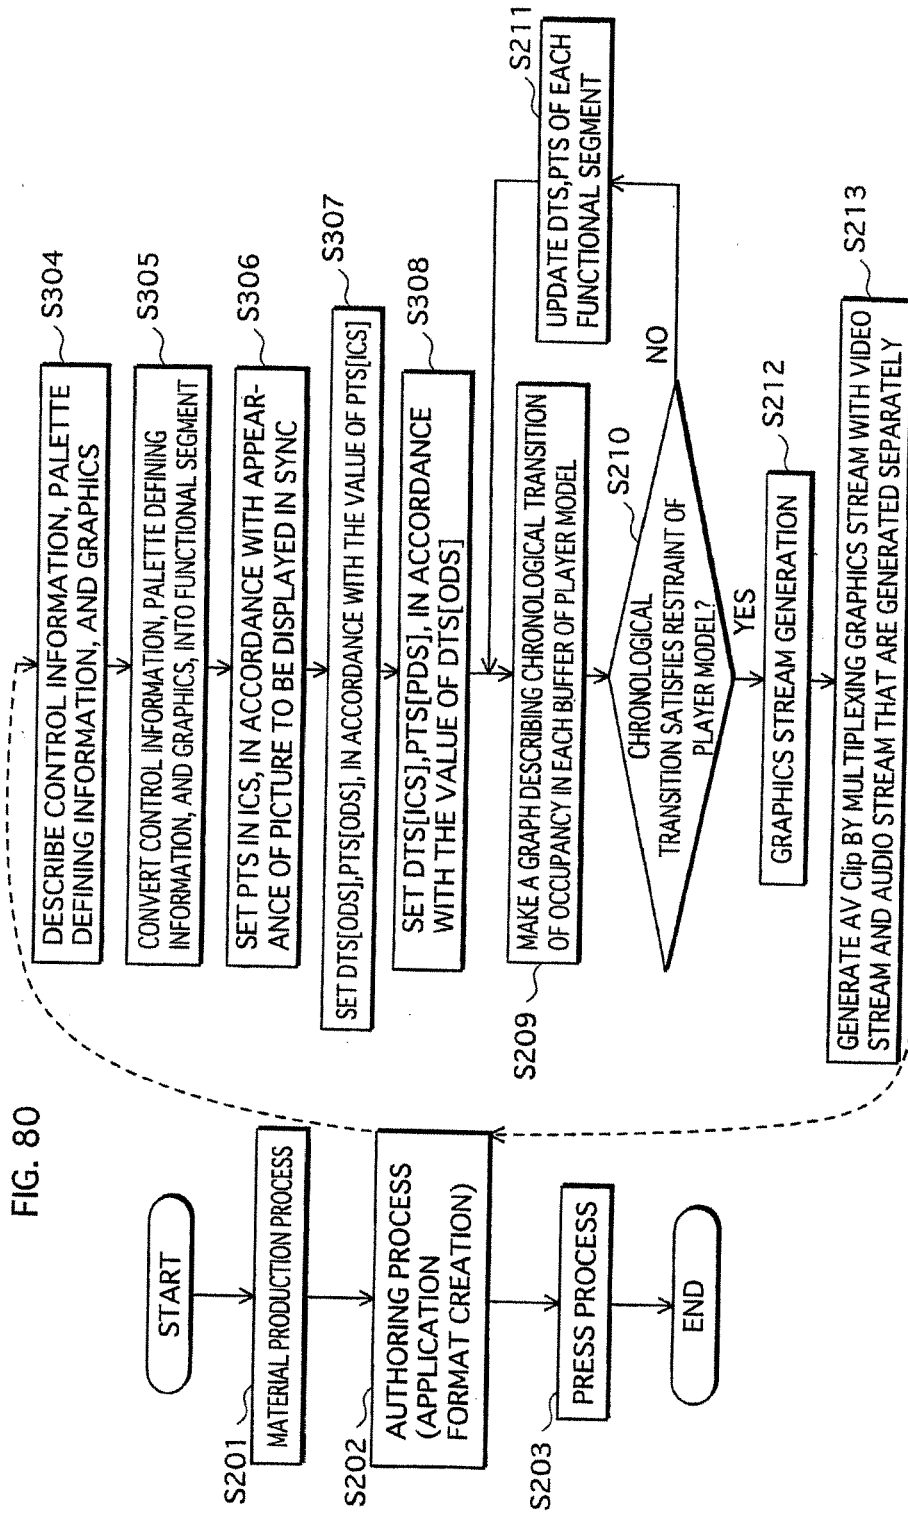 FIG. 80
START
S201
MATERIAL PRODUCTION PROCESS
S202
AUTHORING PROCESS
(APPLICATION
FORMAT CREATION)
S203
PRESS PROCESS
END
S304
DESCRIBE CONTROL INFORMATION, PALETTE
DEFINING INFORMATION, AND GRAPHICS
S305
CONVERT CONTROL INFORMATION, PALETTE DEFINING
INFORMATION, AND GRAPHICS, INTO FUNCTIONAL SEGMENT
S306
SET PTS IN ICS, IN ACCORDANCE WITH APPEAR-
ANCE OF PICTURE TO BE DISPLAYED IN SYNC
S307
SET DTS[ODS],PTS[ODS], IN ACCORDANCE WITH THE VALUE OF PTS[ICS]
S308
SET DTS[ICS],PTS[PDS], IN ACCORDANCE
WITH THE VALUE OF DTS[ODS]
S209
MAKE A GRAPH DESCRIBING CHRONOLOGICAL TRANSITION
OF OCCUPANCY IN EACH BUFFER OF PLAYER MODEL
S210
CHRONOLOGICAL
TRANSITION SATISFIES RESTRAINT OF
PLAYER MODEL?
NO
S211
UPDATE DTS,PTS OF EACH
FUNCTIONAL SEGMENT
YES
S212
GRAPHICS STREAM GENERATION
S213
GENERATE AV Clip BY MULTIPLEXING GRAPHICS STREAM WITH VIDEO
STREAM AND AUDIO STREAM THAT ARE GENERATED SEPARATELY